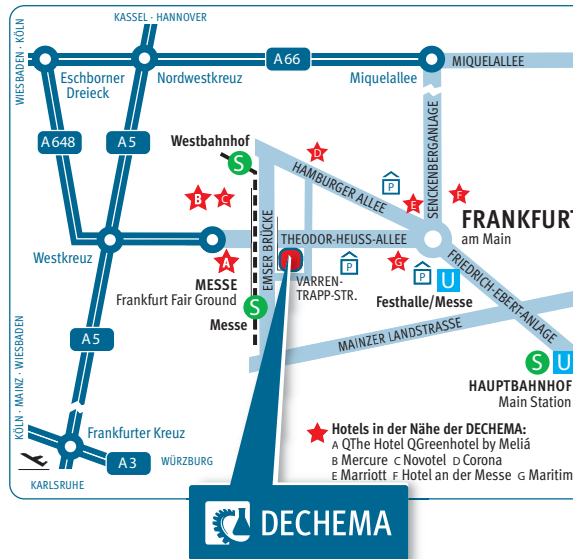 KASSEL · HANNOVER
WIESBADEN · KÖLN
A66
MIQUELALLEE
Eschborner
Dreieck
Nordwestkreuz
Miquelallee
A648
A5
Westbahnhof
S
D
HAMBURGER ALLEE
SENCKENBERGANLAGE
P
B
C
E
F
FRANKFURT
am Main
THEODOR-HEUSS-ALLEE
EMSER BRÜCKE
Westkreuz
A
G
P
P
U
MESSE
Frankfurt Fair Ground
VARREN-
TRAPP-STR.
Festhalle/Messe
FRIEDRICH-EBERT-ANLAGE
S
Messe
MAINZER LANDSTRASSE
A5
S
U
HAUPTBAHNHOF
Main Station
KÖLN · MAINZ · WIESBADEN
Frankfurter Kreuz
A3
WÜRZBURG
KARLSRUHE
Hotels in der Nähe der DECHEMA:
A QThe Hotel QGreenhotel by Meliá
B Mercure C Novotel D Corona
E Marriott F Hotel an der Messe G Maritim
DECHEMA